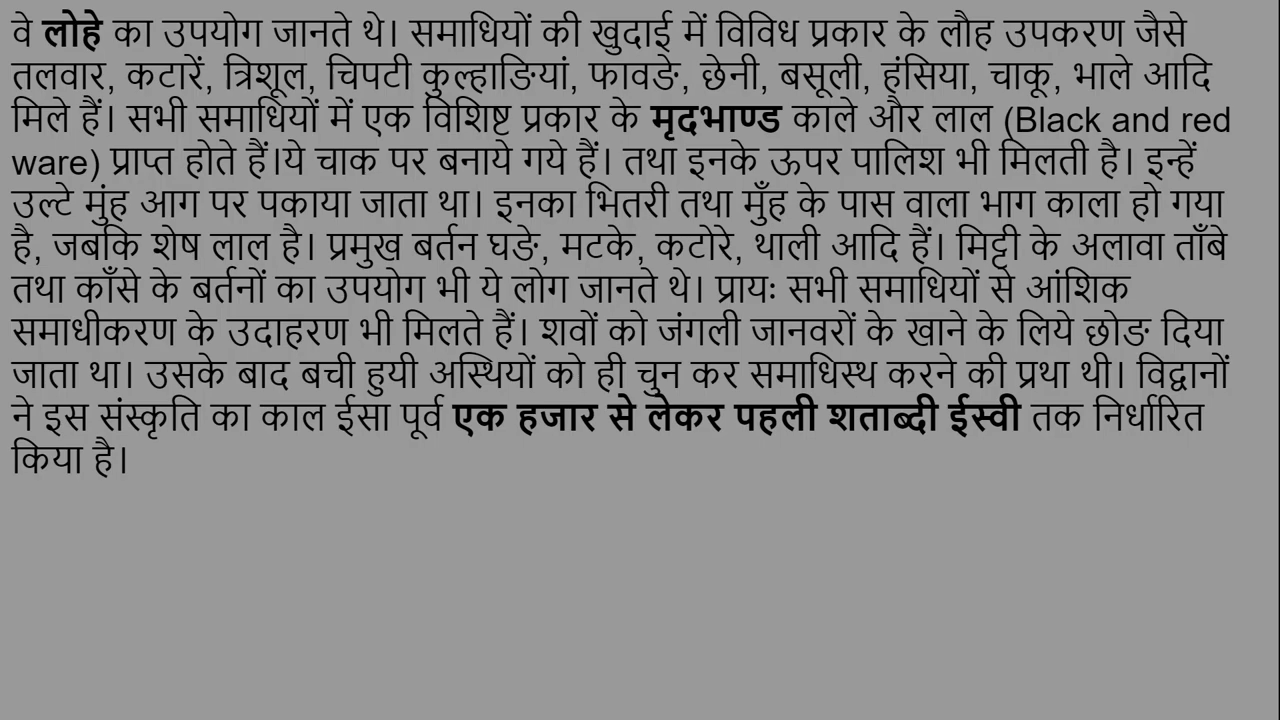 वे लोहे का उपयोग जानते थे। समाधियों की खुदाई में विविध प्रकार के लौह उपकरण जैसे
तलवार, कटारें, त्रिशूल, चिपटी कुल्हाङियां, फावङे, छेनी, बसूली, हंसिया, चाकू, भाले आदि
मिले हैं। सभी समाधियों में एक विशिष्ट प्रकार के मृदभाण्ड काले और लाल (Black and red
ware) प्राप्त होते हैं।ये चाक पर बनाये गये हैं। तथा इनके ऊपर पालिश भी मिलती है। इन्हें
उल्टे मुंह आग पर पकाया जाता था। इनका भितरी तथा मुँह के पास वाला भाग काला हो गया
है, जबकि शेष लाल है। प्रमुख बर्तन घङे, मटके, कटोरे, थाली आदि हैं। मिट्टी के अलावा ताँबे
तथा काँसे के बर्तनों का उपयोग भी ये लोग जानते थे। प्रायः सभी समाधियों से आंशिक
समाधीकरण के उदाहरण भी मिलते हैं। शवों को जंगली जानवरों के खाने के लिये छोङ दिया
जाता था। उसके बाद बची हुयी अस्थियों को ही चुन कर समाधिस्थ करने की प्रथा थी। विद्वानों
ने इस संस्कृति का काल ईसा पूर्व एक हजार से लेकर पहली शताब्दी ईस्वी तक निर्धारित
किया है।